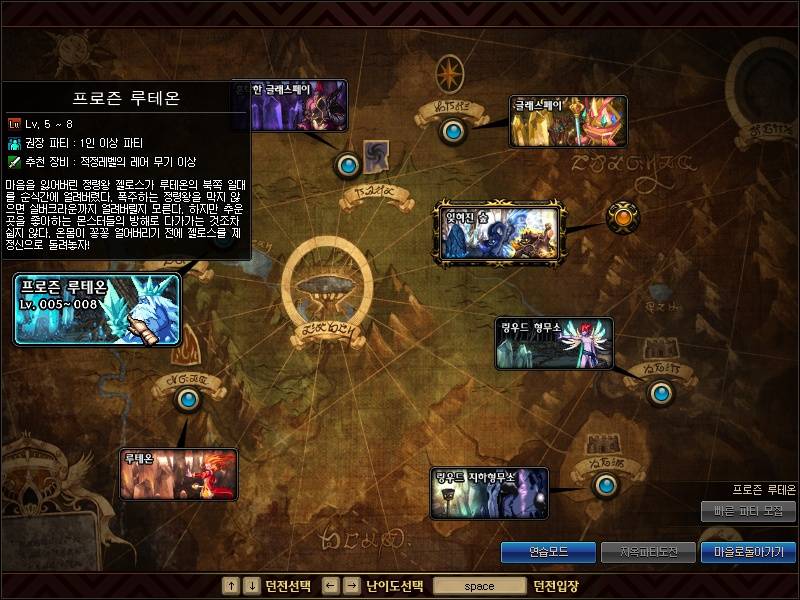 프로즌 루테온
Lv. 5 ~ 8
권장 파티 : 1인 이상 파티
추천 장비 : 적정레벨의 레어 무기 이상
마음을 잃어버린 정령왕 젤로스가 루테온의 북쪽 일대
를 순식간에 얼려버렸다. 폭주하는 정령왕을 막지 않
으면 실버크라운까지 얼려버릴지 모른다. 하지만 추운
곳을 좋아하는 몬스터들의 방해로 다가가는 것조차
쉽지 않다. 온몸이 꽁꽁 얼어버리기 전에 젤로스를 제
정신으로 돌려놓자!
한 글래스페이
글래스페이
잊혀진 숲
프로즌 루테온
Lv. 005~008
링우드 형무소
루테온
링우드 지하형무소
프로즌 루테온
빠른 파티 모집
연습모드
지옥파티도전
마을로돌아가기
↑ ↓ 던전선택 ← → 난이도선택 space 던전입장